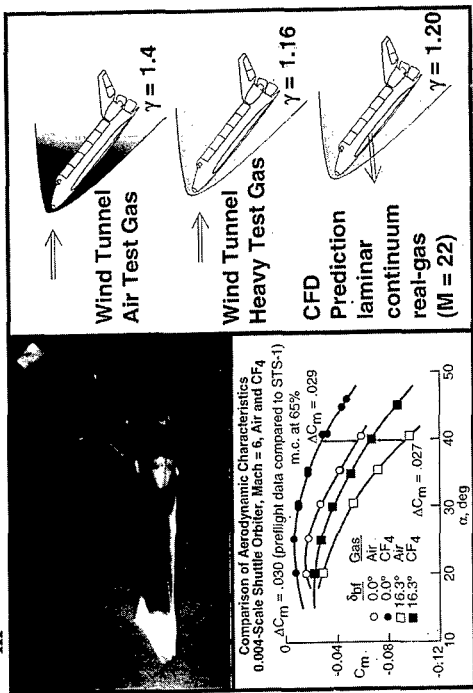 Comparison of Aerodynamic Characteristics
0.004-Scale Shuttle Orbiter, Mach = 6, Air and CF4
ΔCm = .030 (preflight data compared to STS-1)
m.c. at 65%
ΔCm = .029
ΔCm = .027
δbf Gas
○ 0.0° Air
● 0.0° CF4
□ 16.3° Air
■ 16.3° CF4
0
-0.04
Cm
-0.08
-0.12
10 20 30 40 50
α, deg
Wind Tunnel
Air Test Gas
γ = 1.4
Wind Tunnel
Heavy Test Gas
γ = 1.16
CFD
Prediction
laminar
continuum
real-gas
(M = 22)
γ = 1.20